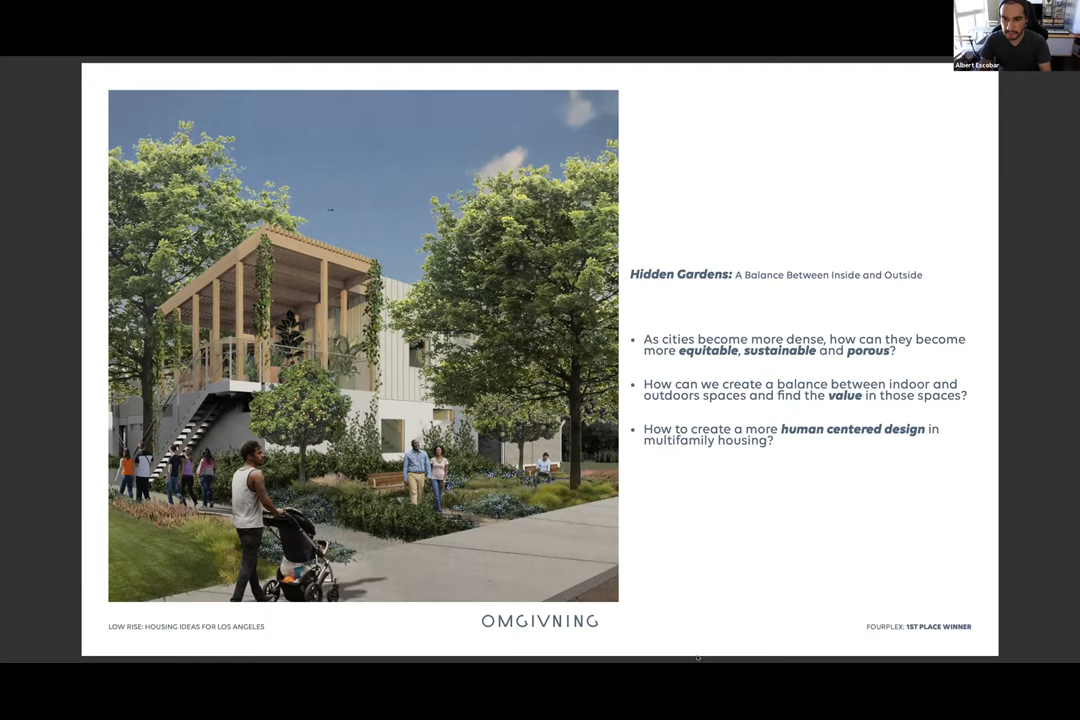 Albert Escobar
Hidden Gardens: A Balance Between Inside and Outside
• As cities become more dense, how can they become
more equitable, sustainable and porous?
• How can we create a balance between indoor and
outdoors spaces and find the value in those spaces?
• How to create a more human centered design in
multifamily housing?
LOW RISE: HOUSING IDEAS FOR LOS ANGELES
OMGIVNING
FOURPLEX: 1ST PLACE WINNER